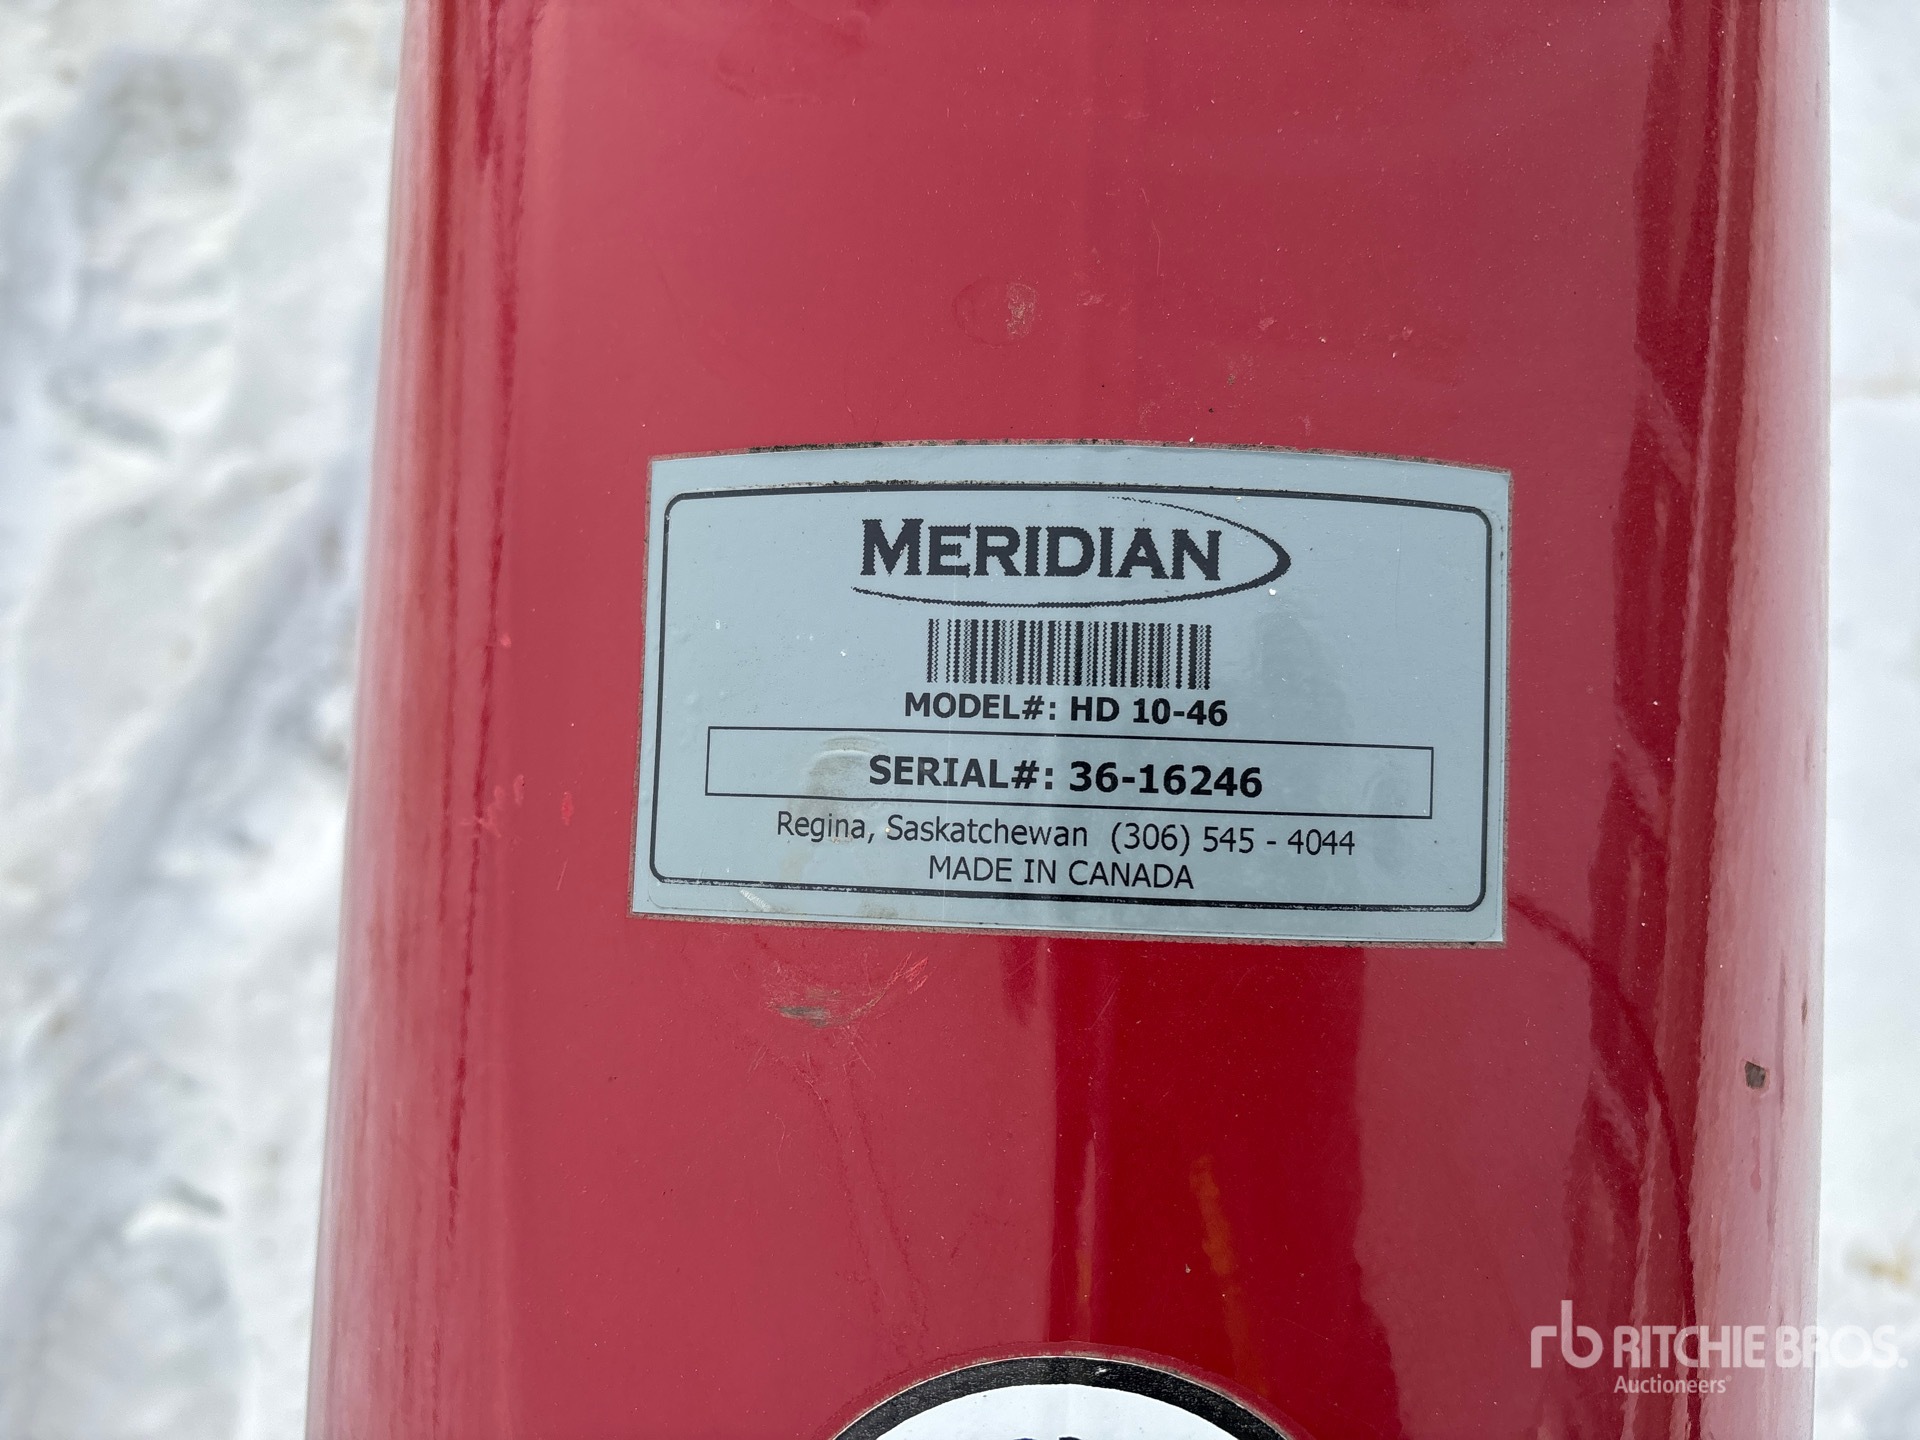 MERIDIAN
MODEL#: HD 10-46
SERIAL#: 36-16246
Regina, Saskatchewan (306) 545 - 4044
MADE IN CANADA
rb RITCHIE BROS.
Auctioneers